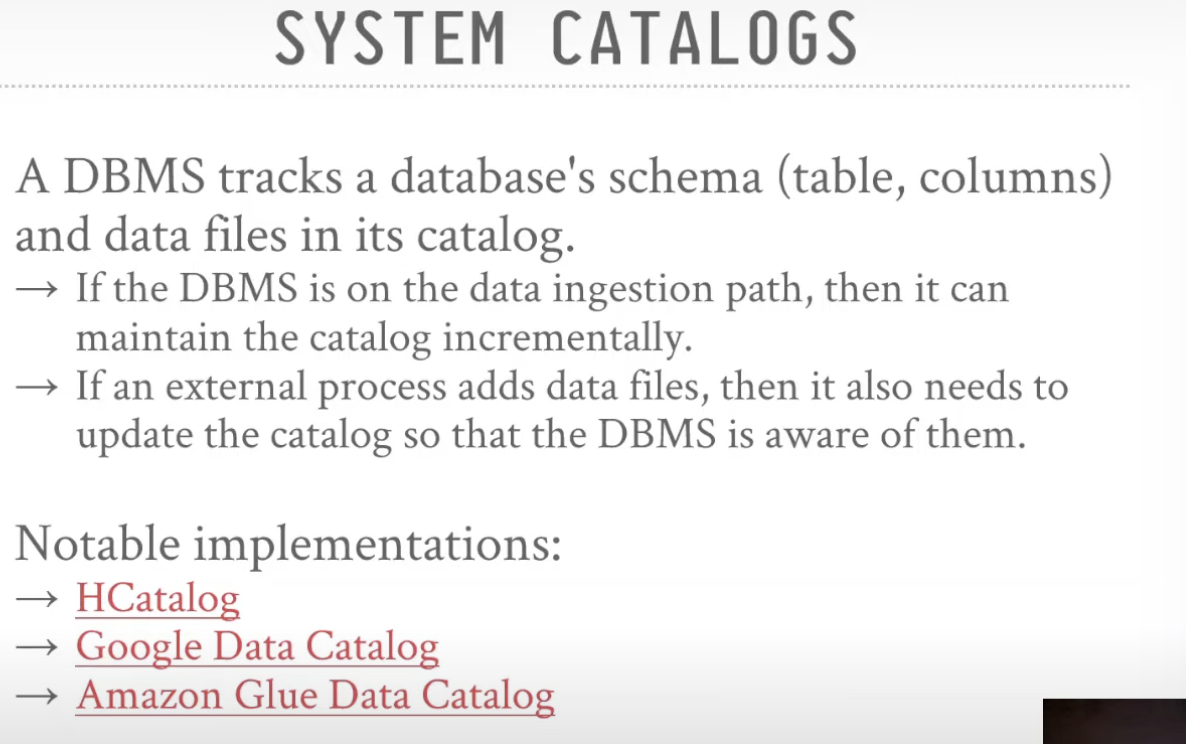 SYSTEM CATALOGS
A DBMS tracks a database's schema (table, columns)
and data files in its catalog.
→ If the DBMS is on the data ingestion path, then it can
maintain the catalog incrementally.
→ If an external process adds data files, then it also needs to
update the catalog so that the DBMS is aware of them.
Notable implementations:
→ HCatalog
→ Google Data Catalog
→ Amazon Glue Data Catalog